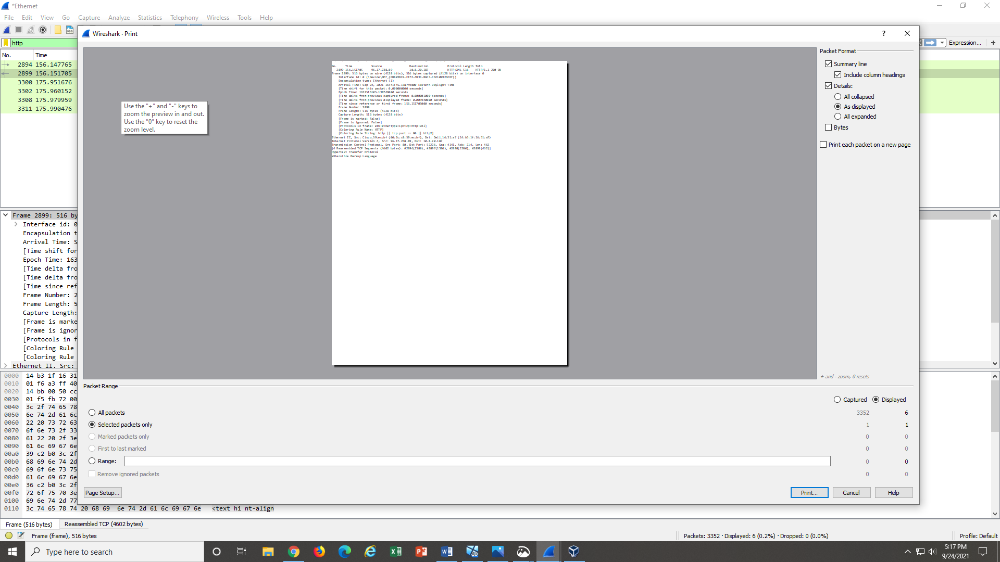 *Ethernet
File Edit View Go Capture Analyze Statistics Telephony Wireless Tools Help
Wireshark · Print
?
http
Expression...
+
No. Time
2894 156.147765
2899 156.151705
3300 175.951676
3302 175.960152
3308 175.979959
3311 175.990476
Use the "+" and "-" keys to
zoom the preview in and out.
Use the "0" key to reset the
zoom level.
No. Time Source Destination Protocol Length Info
2899 156.151705 96.17.238.89 10.8.20.187 HTTP/XML 516 HTTP/1.1 200 OK
Frame 2899: 516 bytes on wire (4128 bits), 516 bytes captured (4128 bits) on interface 0
Encapsulation type: Ethernet (1)
Arrival Time: Sep 24, 2021 16:41:45.138749000 Eastern Daylight Time
[Time shift for this packet: 0.000000000 seconds]
Epoch Time: 1632516105.138749000 seconds
[Time delta from previous captured frame: 0.000001000 seconds]
[Time delta from previous displayed frame: 0.003940000 seconds]
[Time since reference or first frame: 156.151705000 seconds]
Frame Number: 2899
Frame Length: 516 bytes (4128 bits)
Capture Length: 516 bytes (4128 bits)
[Frame is marked: False]
[Frame is ignored: False]
[Protocols in frame: eth:ethertype:ip:tcp:http:xml]
[Coloring Rule Name: HTTP]
[Coloring Rule String: http || tcp.port == 80 || http2]
Ethernet II, Src: Cisco_59:ec:bf (00:2c:c8:59:ec:bf), Dst: Dell_16:31:a7 (14:b3:1f:16:31:a7)
Internet Protocol Version 4, Src: 96.17.238.89, Dst: 10.8.20.187
Transmission Control Protocol, Src Port: 80, Dst Port: 52226, Seq: 4141, Ack: 214, Len: 462
[4 Reassembled TCP Segments (4602 bytes): #2896(1380), #2897(1380), #2898(1380), #2899(462)]
Hypertext Transfer Protocol
eXtensible Markup Language
Packet Format
Summary line
Include column headings
Details:
All collapsed
As displayed
All expanded
Bytes
Print each packet on a new page
+ and - zoom, 0 resets
Frame 2899: 516 by
Interface id: 0
Encapsulation t
Arrival Time: S
[Time shift for
Epoch Time: 163
[Time delta fro
[Time delta fro
[Time since ref
Frame Number: 2
Frame Length: 5
Capture Length:
[Frame is marke
[Frame is ignor
[Protocols in f
[Coloring Rule
[Coloring Rule
Ethernet II, Src:
0000 14 b3 1f 16 31
0010 01 f6 a3 ff 40
0020 14 bb 00 50 cc
0030 01 f5 fb 72 00
0040 3c 2f 74 65 78
0050 6e 74 2d 61 6c
0060 22 20 73 72 63
0070 6f 6e 73 2f 33
0080 61 22 20 2f 3e
0090 61 6c 69 67 6e
00a0 39 c2 b0 3c 2f
00b0 68 69 6e 74 2d
00c0 69 6f 6e 73 75
00d0 61 6c 69 67 6e
00e0 36 c2 b0 3c 2f
00f0 72 6f 75 70 3e
0100 69 6e 74 2d 77
0110 3c 74 65 78 74 20 68 69 6e 74 2d 61 6c 69 67 6e <text hi nt-align
Packet Range
Captured Displayed
All packets 3352 6
Selected packets only 1 1
Marked packets only 0 0
First to last marked 0 0
Range: 0 0
Remove ignored packets 0 0
Page Setup... Print... Cancel Help
Frame (516 bytes) Reassembled TCP (4602 bytes)
Frame (frame), 516 bytes
Packets: 3352 · Displayed: 6 (0.2%) · Dropped: 0 (0.0%)
Profile: Default
Type here to search
5:17 PM
9/24/2021